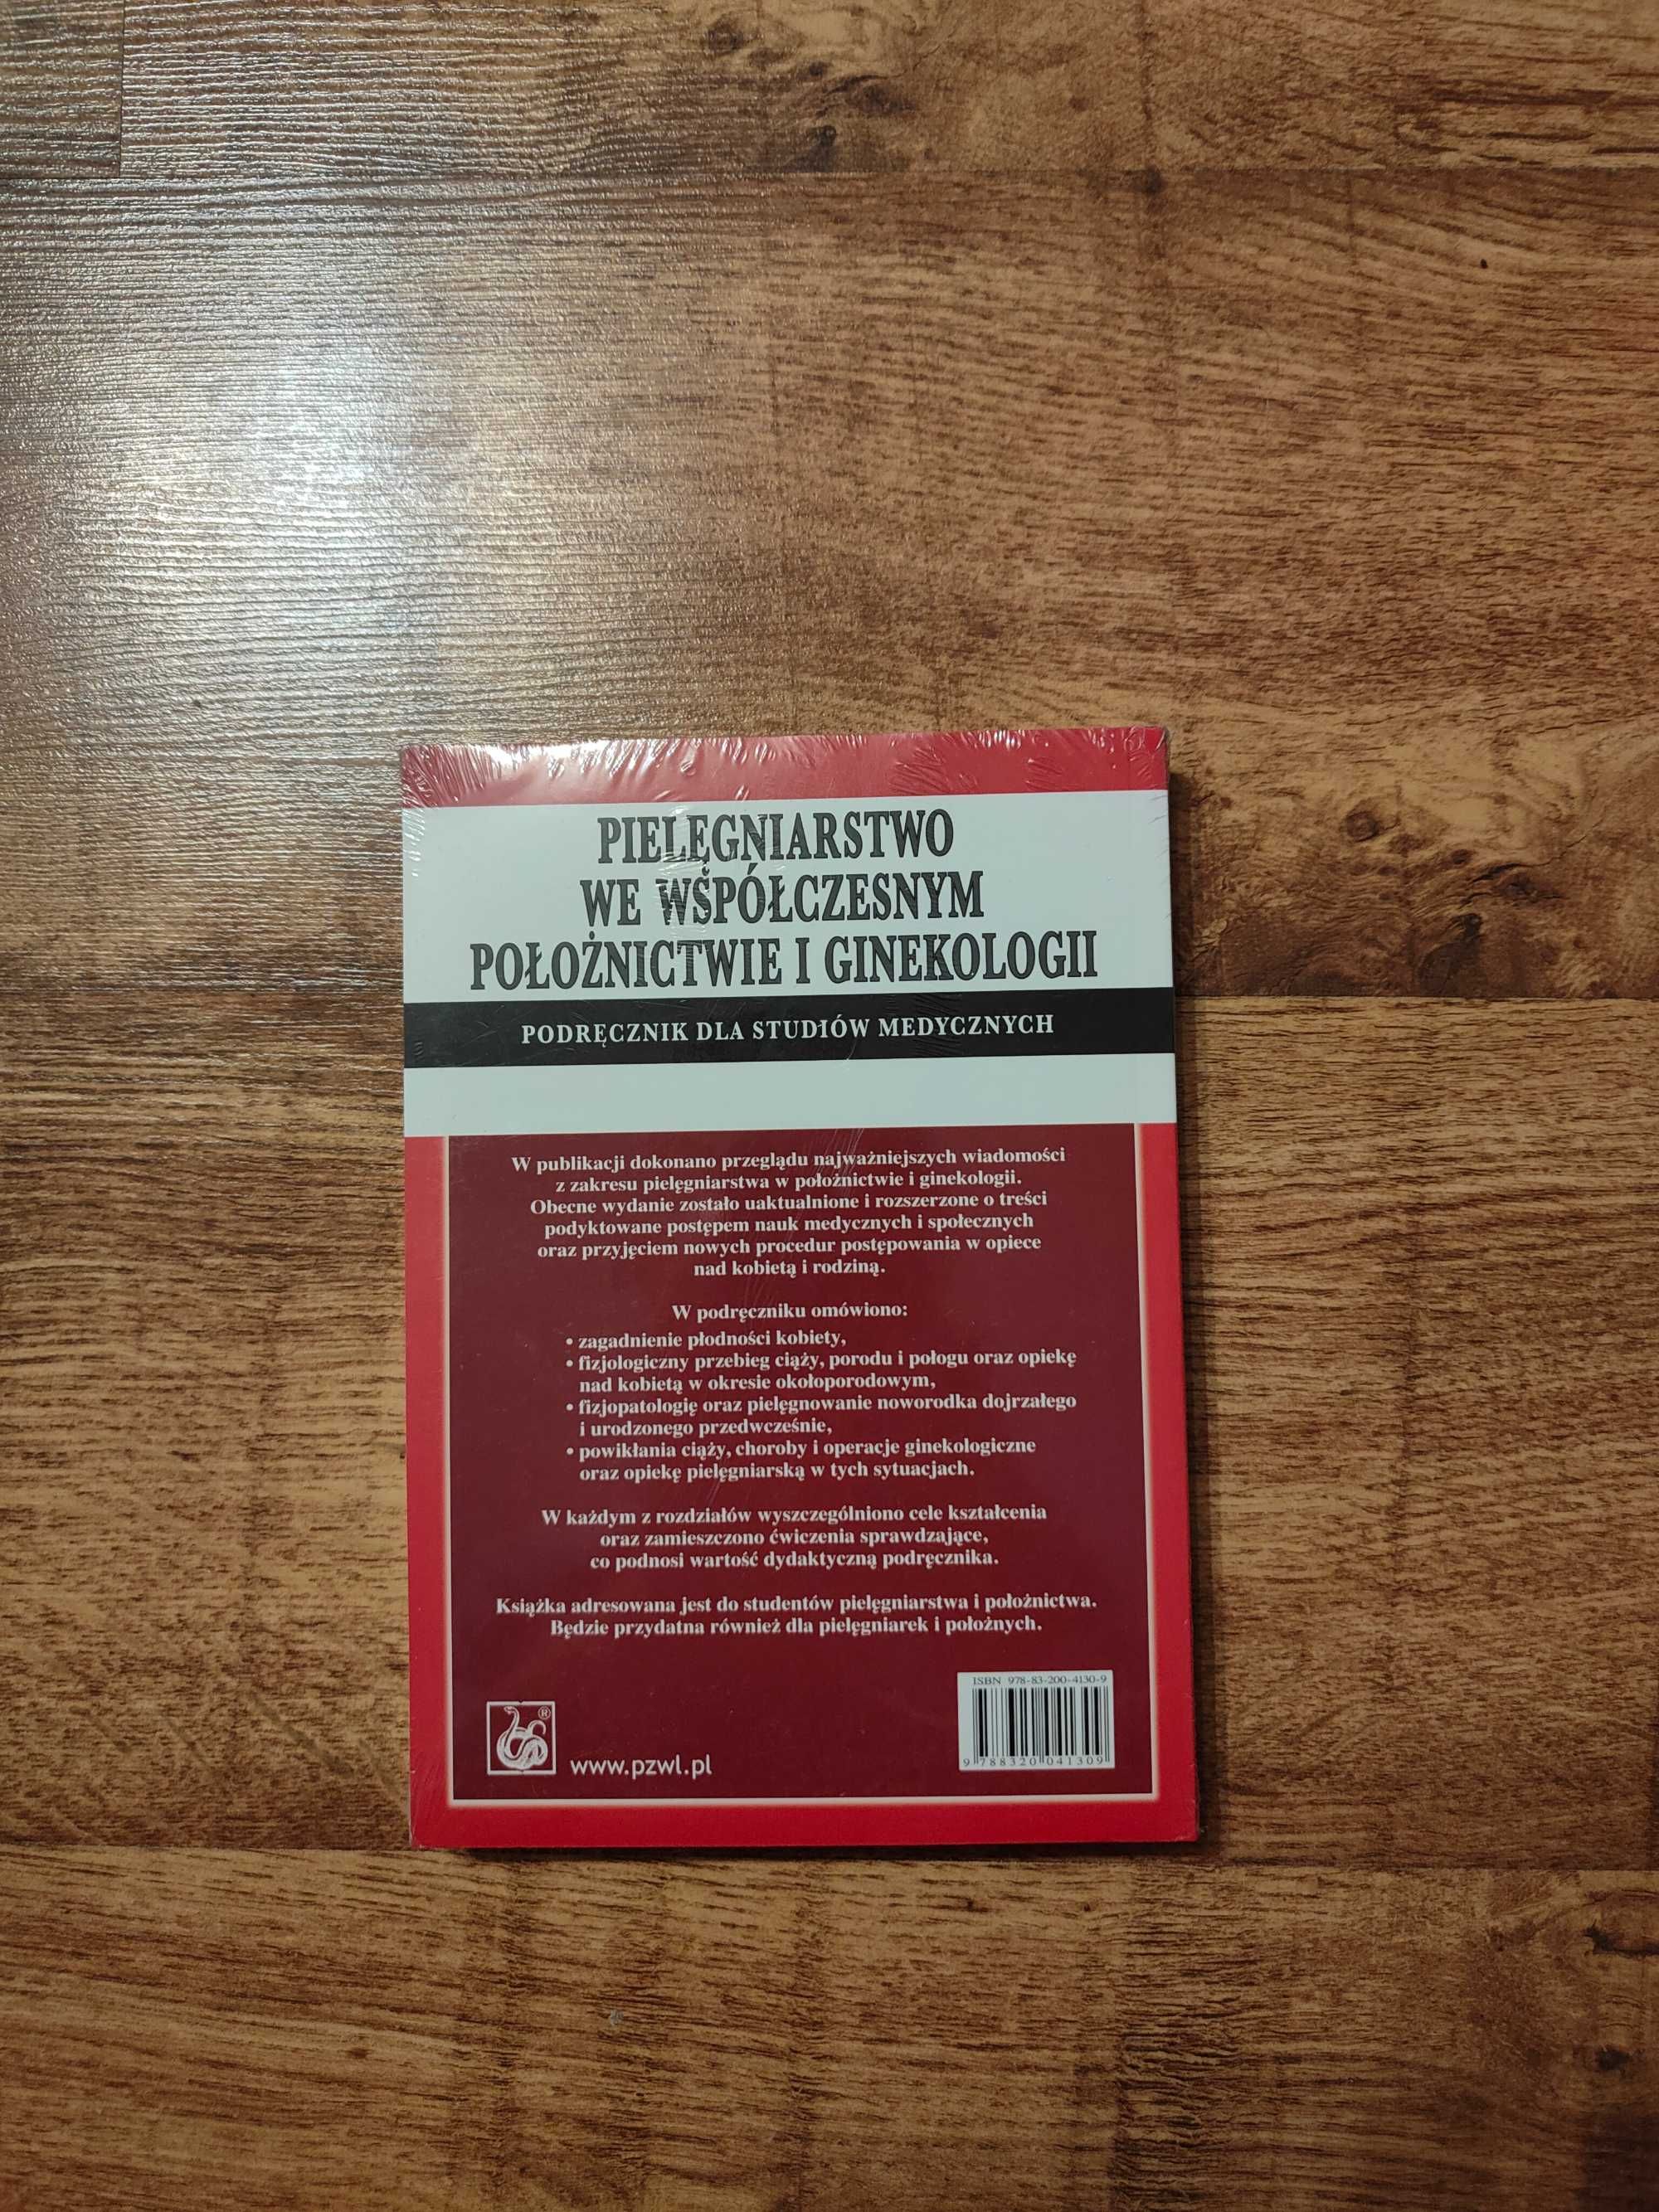 PIELĘGNIARSTWO
WE WSPÓŁCZESNYM
POŁOŻNICTWIE I GINEKOLOGII
PODRĘCZNIK DLA STUDIÓW MEDYCZNYCH
W publikacji dokonano przeglądu najważniejszych wiadomości
z zakresu pielęgniarstwa w położnictwie i ginekologii.
Obecne wydanie zostało uaktualnione i rozszerzone o treści
podyktowane postępem nauk medycznych i społecznych
oraz przyjęciem nowych procedur postępowania w opiece
nad kobietą i rodziną.
W podręczniku omówiono:
• zagadnienie płodności kobiety,
• fizjologiczny przebieg ciąży, porodu i połogu oraz opiekę
nad kobietą w okresie okołoporodowym,
• fizjopatologię oraz pielęgnowanie noworodka dojrzałego
i urodzonego przedwcześnie,
• powikłania ciąży, choroby i operacje ginekologiczne
oraz opiekę pielęgniarską w tych sytuacjach.
W każdym z rozdziałów wyszczególniono cele kształcenia
oraz zamieszczono ćwiczenia sprawdzające,
co podnosi wartość dydaktyczną podręcznika.
Książka adresowana jest do studentów pielęgniarstwa i położnictwa.
Będzie przydatna również dla pielęgniarek i położnych.
ISBN 978-83-200-4130-9
9 788320 041309
®
www.pzwl.pl